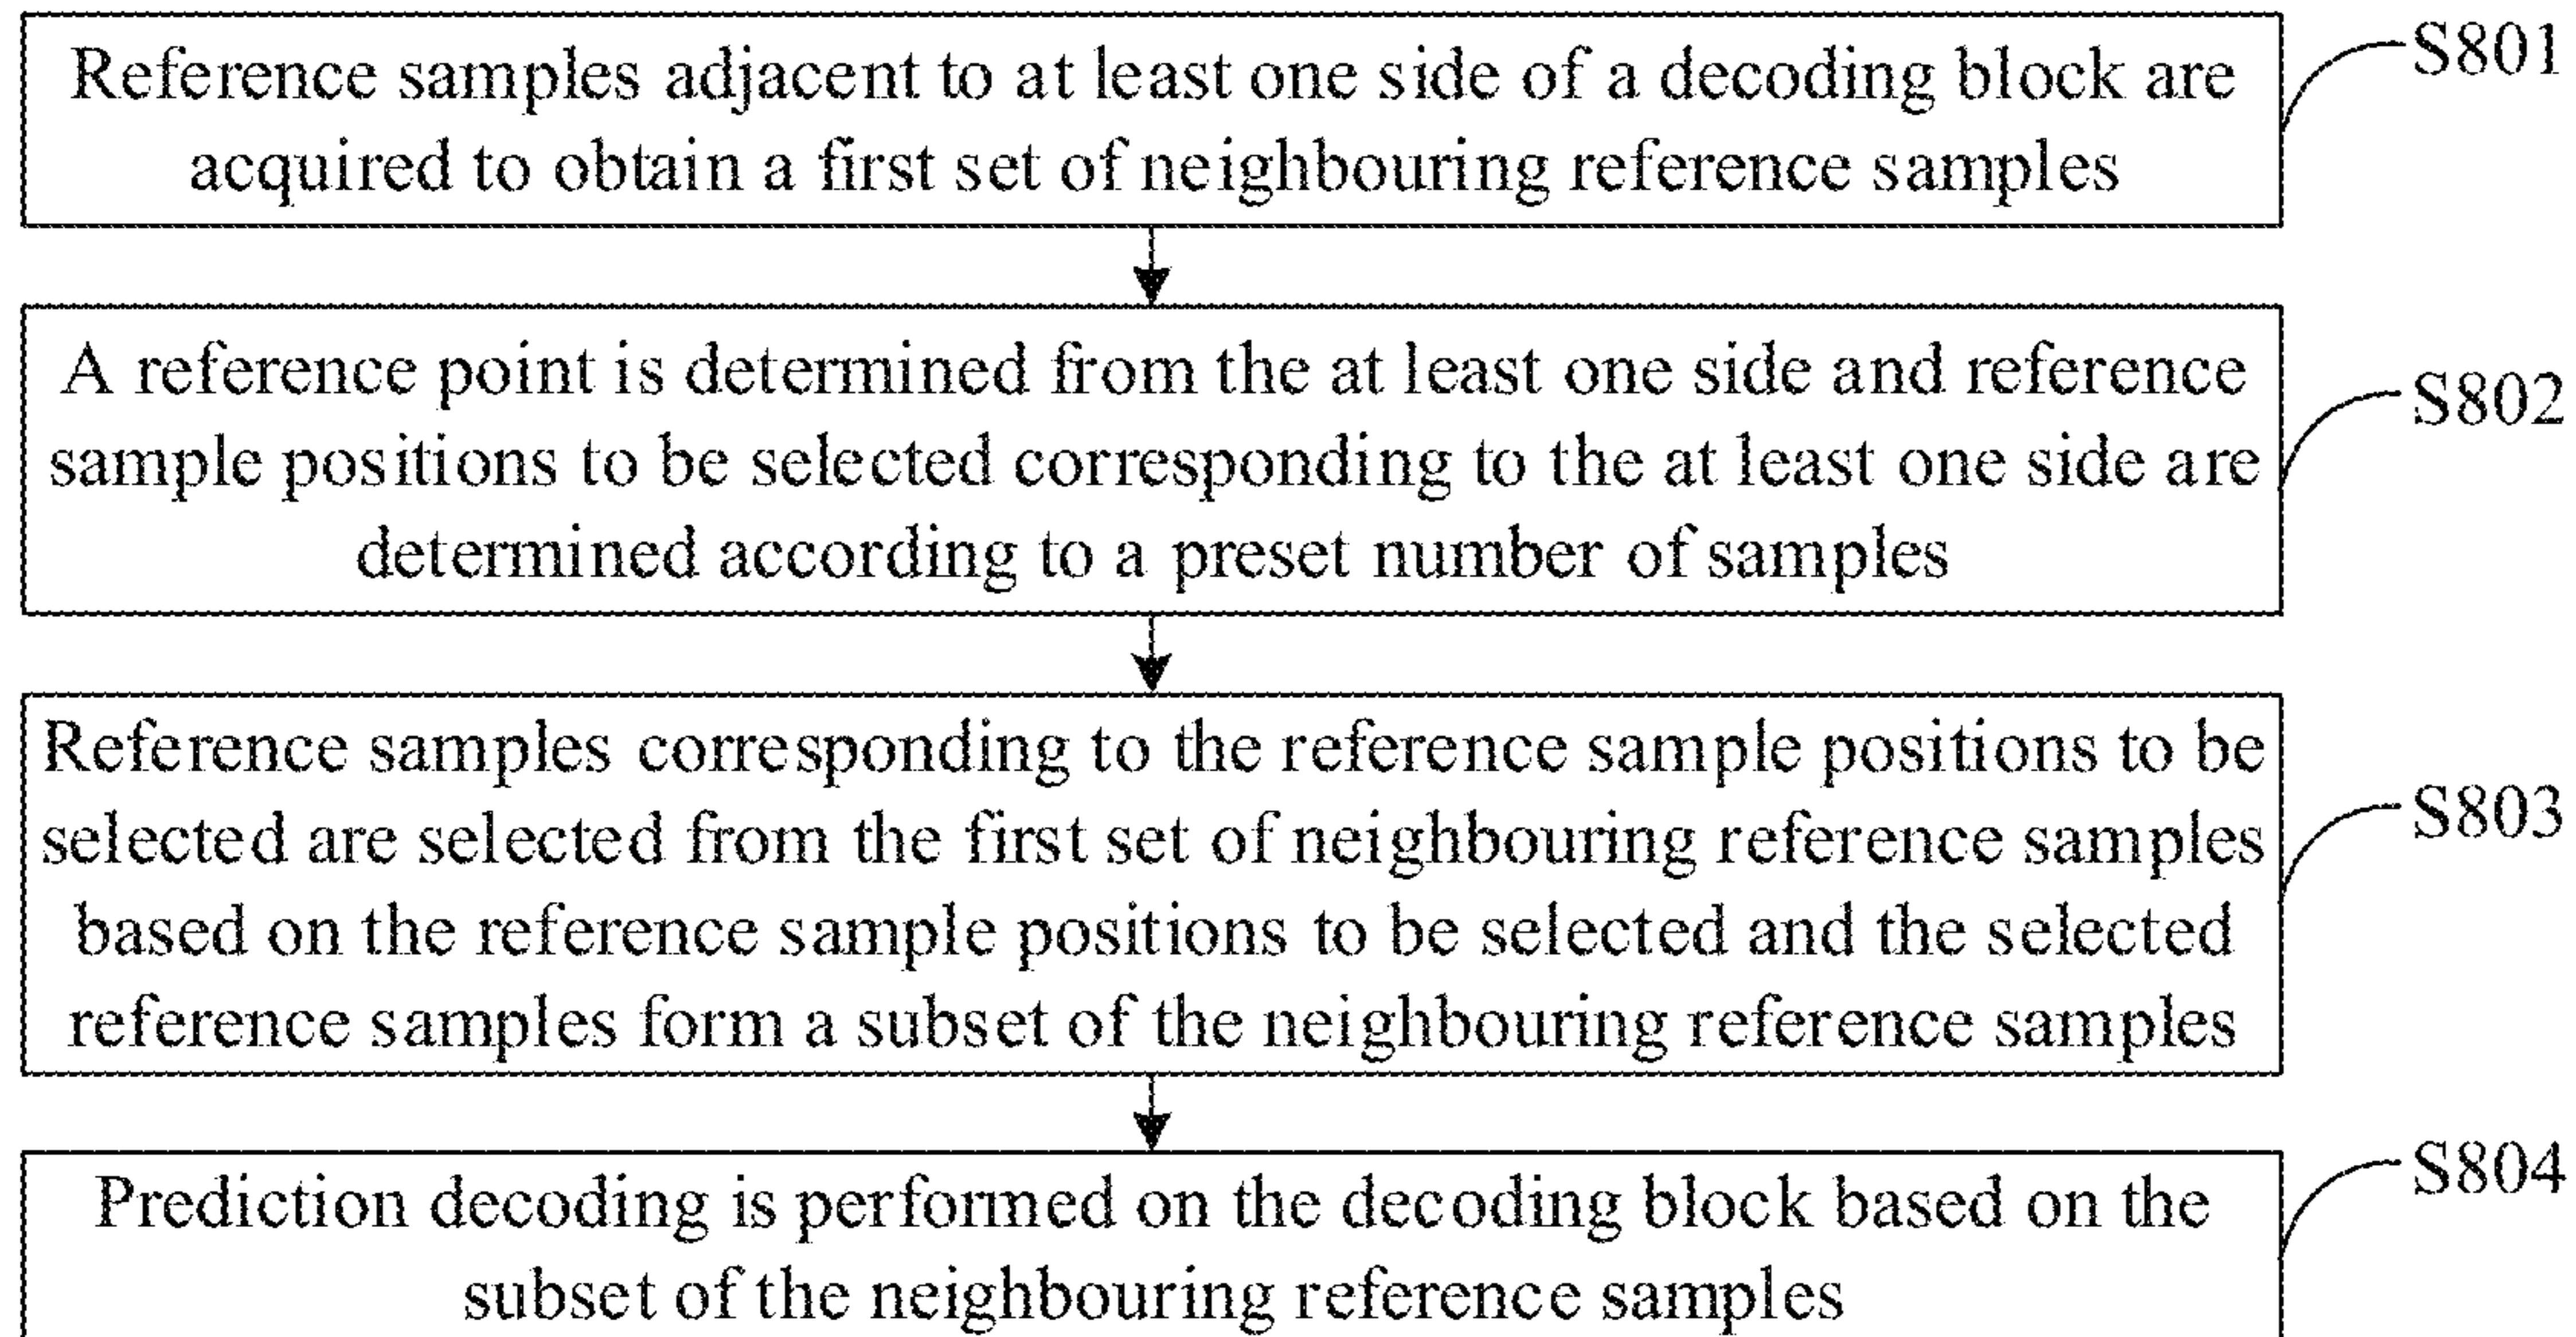 Reference samples adjacent to at least one side of a decoding block are
acquired to obtain a first set of neighbouring reference samples
S801
A reference point is determined from the at least one side and reference
sample positions to be selected corresponding to the at least one side are
determined according to a preset number of samples
S802
Reference samples corresponding to the reference sample positions to be
selected are selected from the first set of neighbouring reference samples
based on the reference sample positions to be selected and the selected
reference samples form a subset of the neighbouring reference samples
S803
Prediction decoding is performed on the decoding block based on the
subset of the neighbouring reference samples
S804